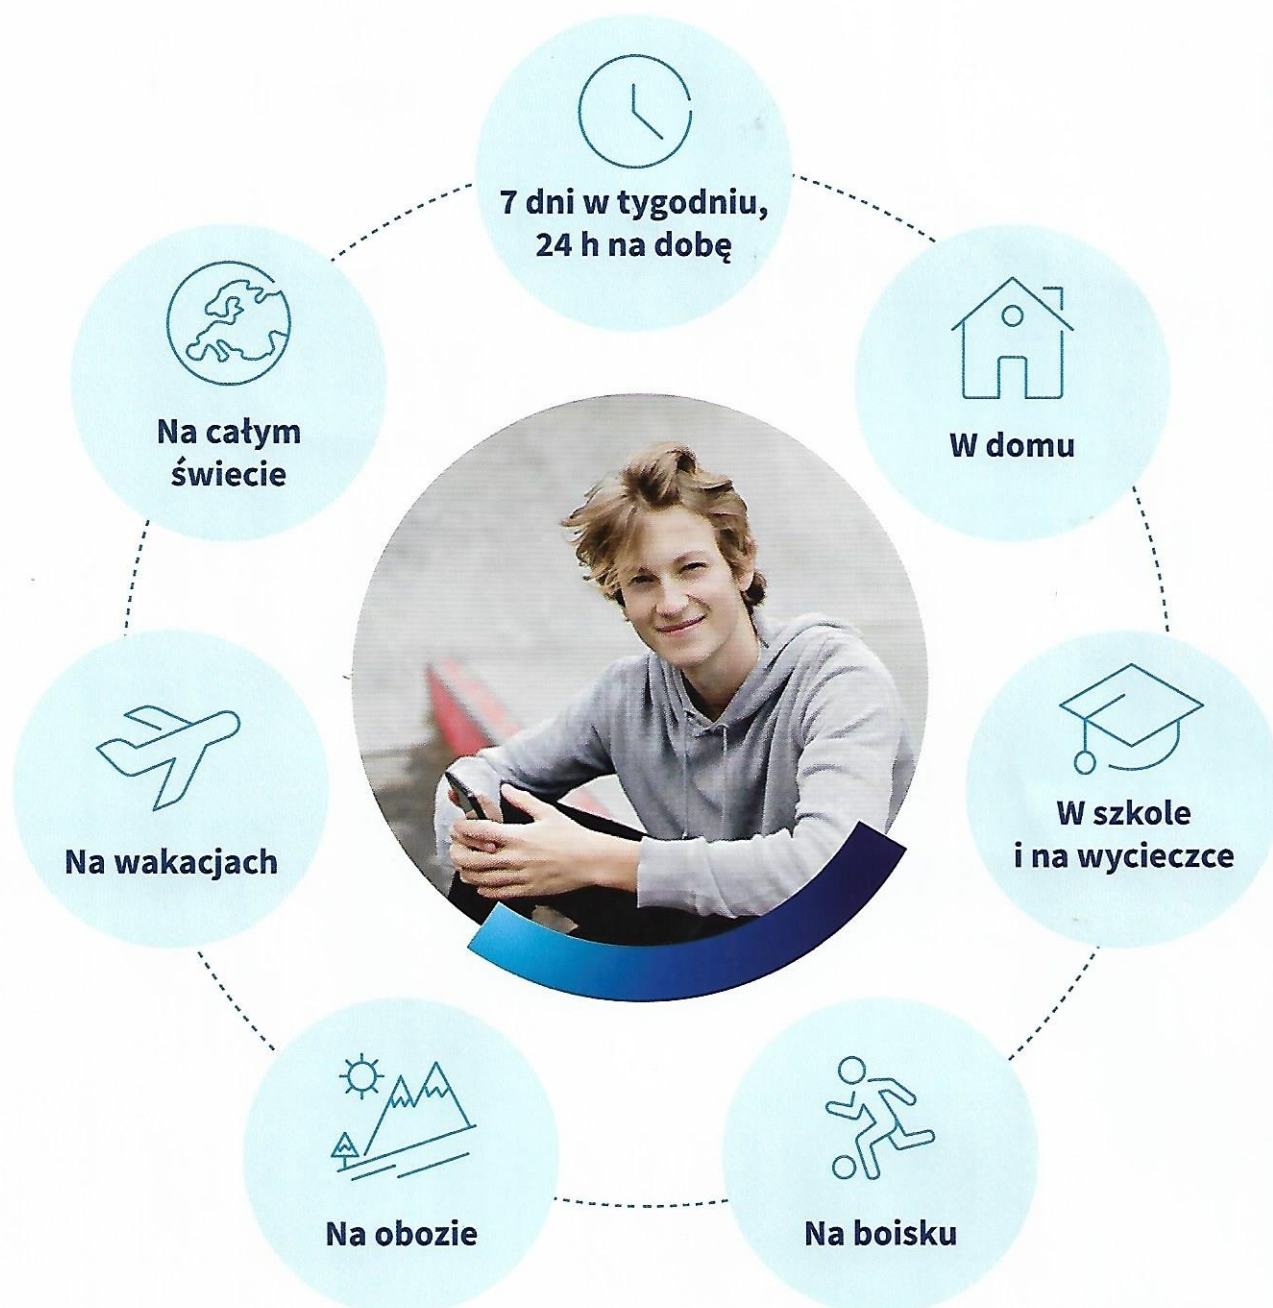 7 dni w tygodniu,
24 h na dobę
W domu
W szkole
i na wycieczce
Na boisku
Na obozie
Na wakacjach
Na całym
świecie